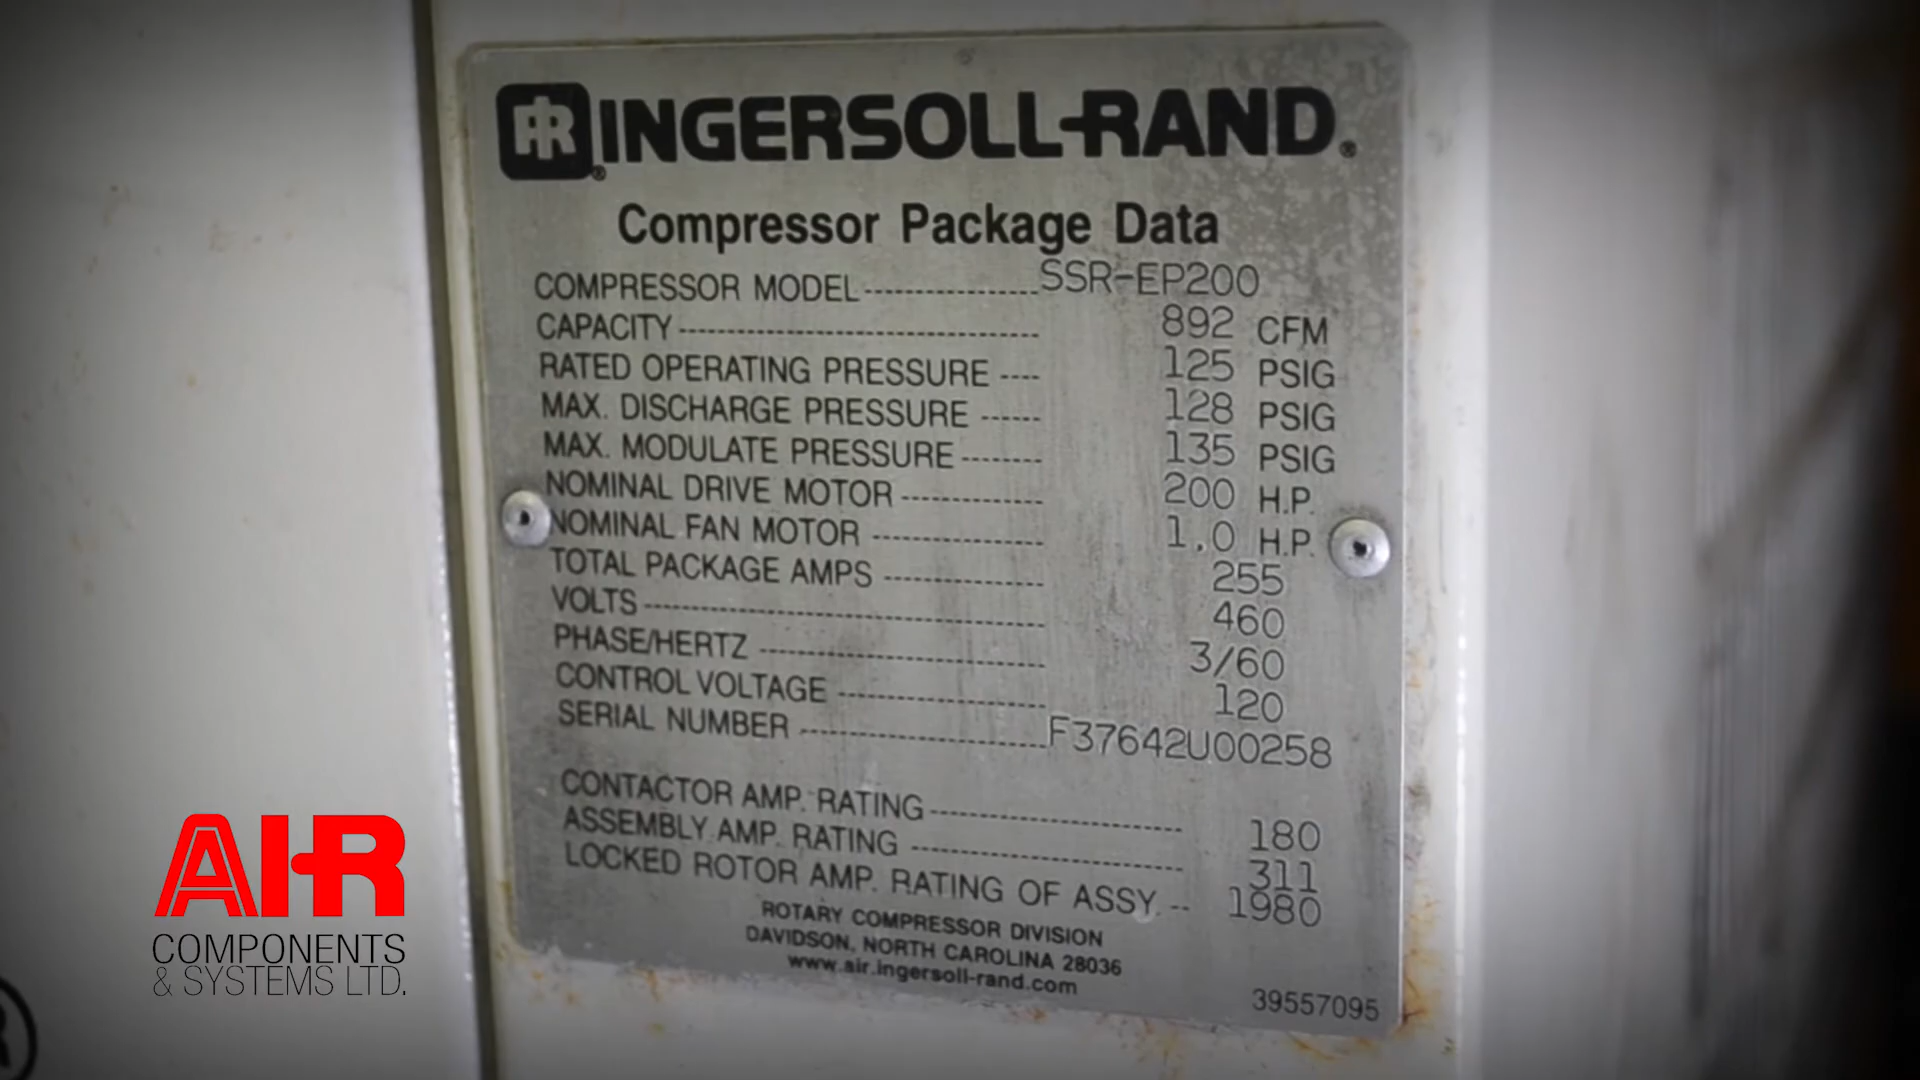 IR INGERSOLL-RAND®
Compressor Package Data
COMPRESSOR MODEL ----------------- SSR-EP200
CAPACITY ----------------------------------- 892 CFM
RATED OPERATING PRESSURE ---- 125 PSIG
MAX. DISCHARGE PRESSURE ------ 128 PSIG
MAX. MODULATE PRESSURE -------- 135 PSIG
NOMINAL DRIVE MOTOR -------------- 200 H.P.
NOMINAL FAN MOTOR ----------------- 1.0 H.P.
TOTAL PACKAGE AMPS --------------- 255
VOLTS --------------------------------------- 460
PHASE/HERTZ ---------------------------- 3/60
CONTROL VOLTAGE -------------------- 120
SERIAL NUMBER ------------------------ F37642U00258
CONTACTOR AMP. RATING ------------------------ 180
ASSEMBLY AMP. RATING -------------------------- 311
LOCKED ROTOR AMP. RATING OF ASSY. -- 1980
ROTARY COMPRESSOR DIVISION
DAVIDSON, NORTH CAROLINA 28036
www.air.ingersoll-rand.com
39557095
AIR
COMPONENTS
& SYSTEMS LTD.